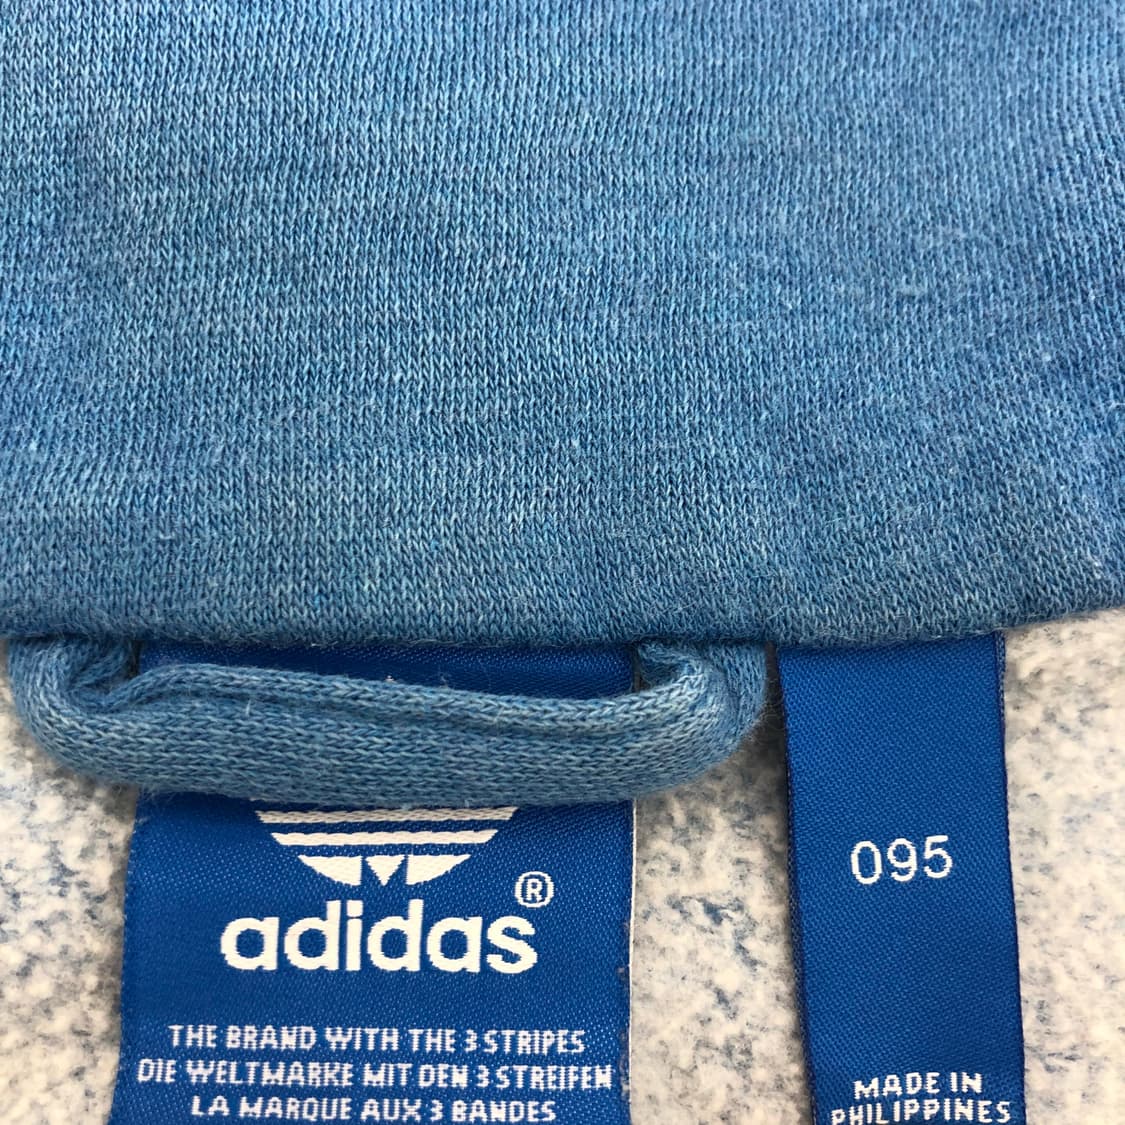 adidas®
THE BRAND WITH THE 3 STRIPES
DIE WELTMARKE MIT DEN 3 STREIFEN
LA MARQUE AUX 3 BANDES
095
MADE IN
PHILIPPINES